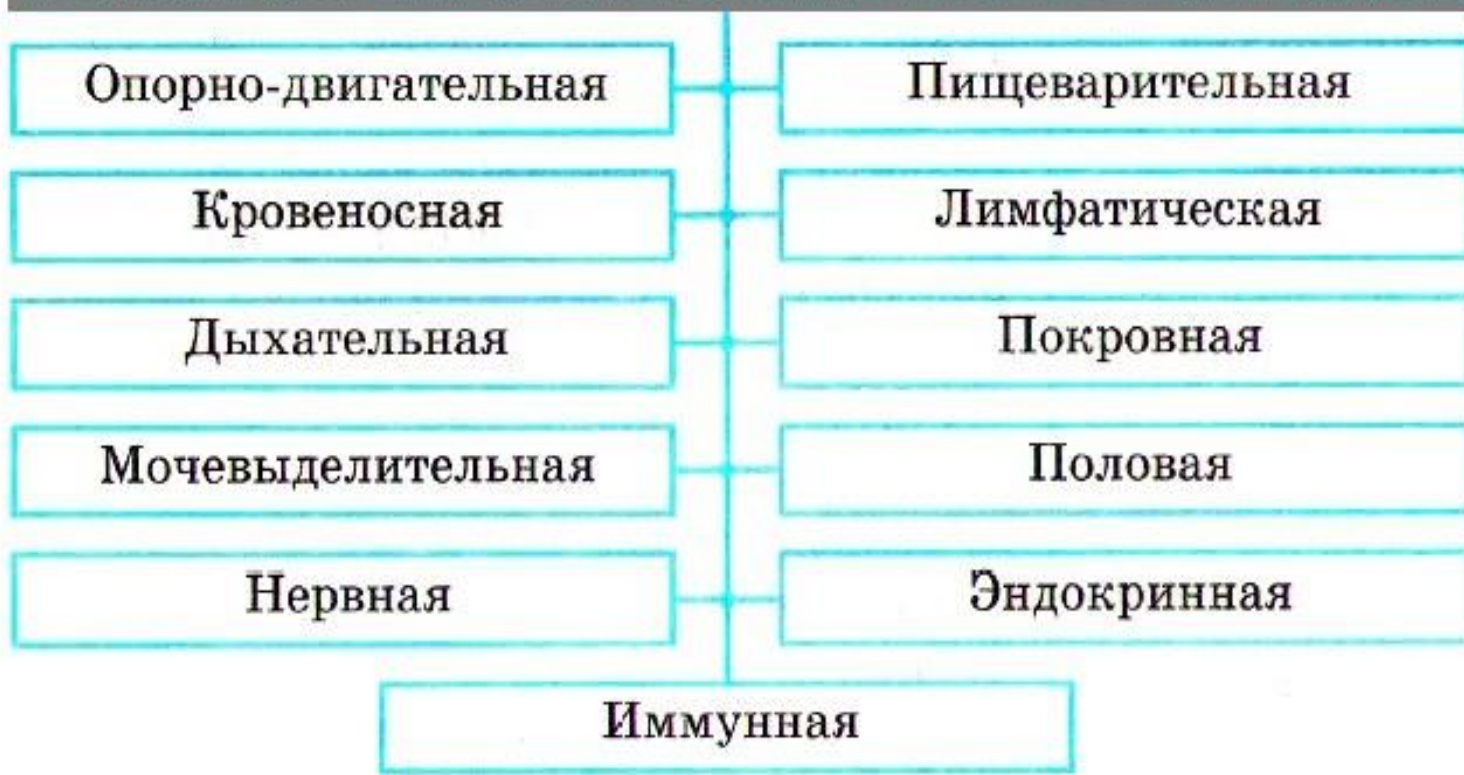 Опорно-двигательная
Пищеварительная
Кровеносная
Лимфатическая
Дыхательная
Покровная
Мочевыделительная
Половая
Нервная
Эндокринная
Иммунная